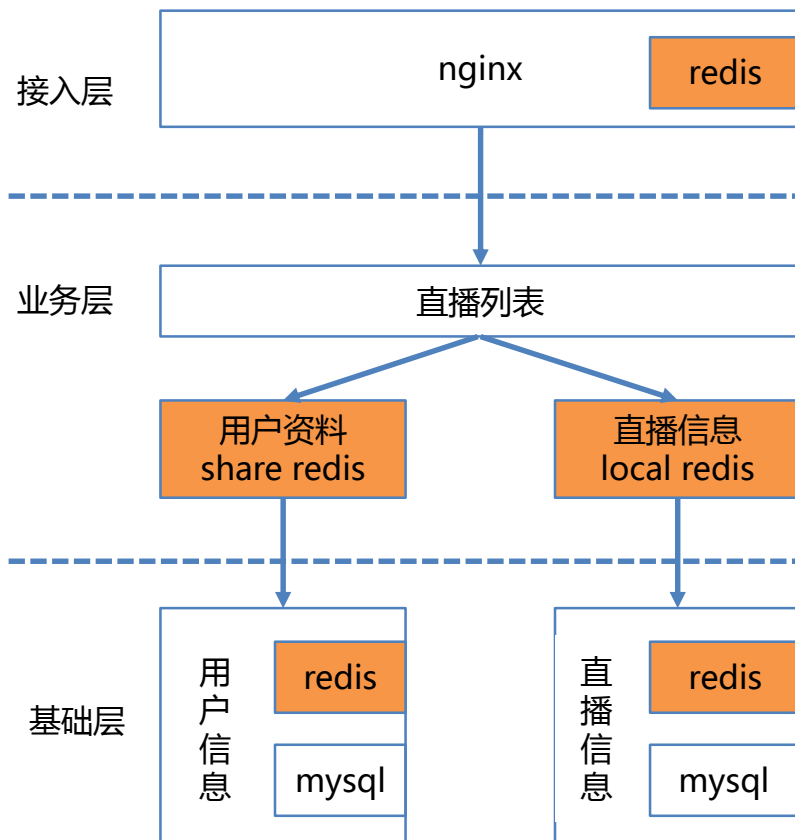 接入层
nginx
redis
业务层
直播列表
用户资料
share redis
直播信息
local redis
基础层
用户信息
redis
mysql
直播信息
redis
mysql